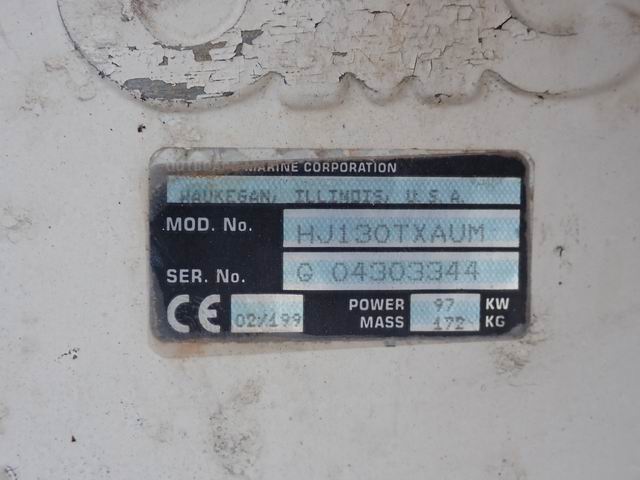 MARINE CORPORATION
WAUKEGAN, ILLINOIS, U.S.A.
MOD. No. HJ130TXAUM
SER. No. Q 04303344
CE 02/199 POWER 97 KW
MASS 172 KG